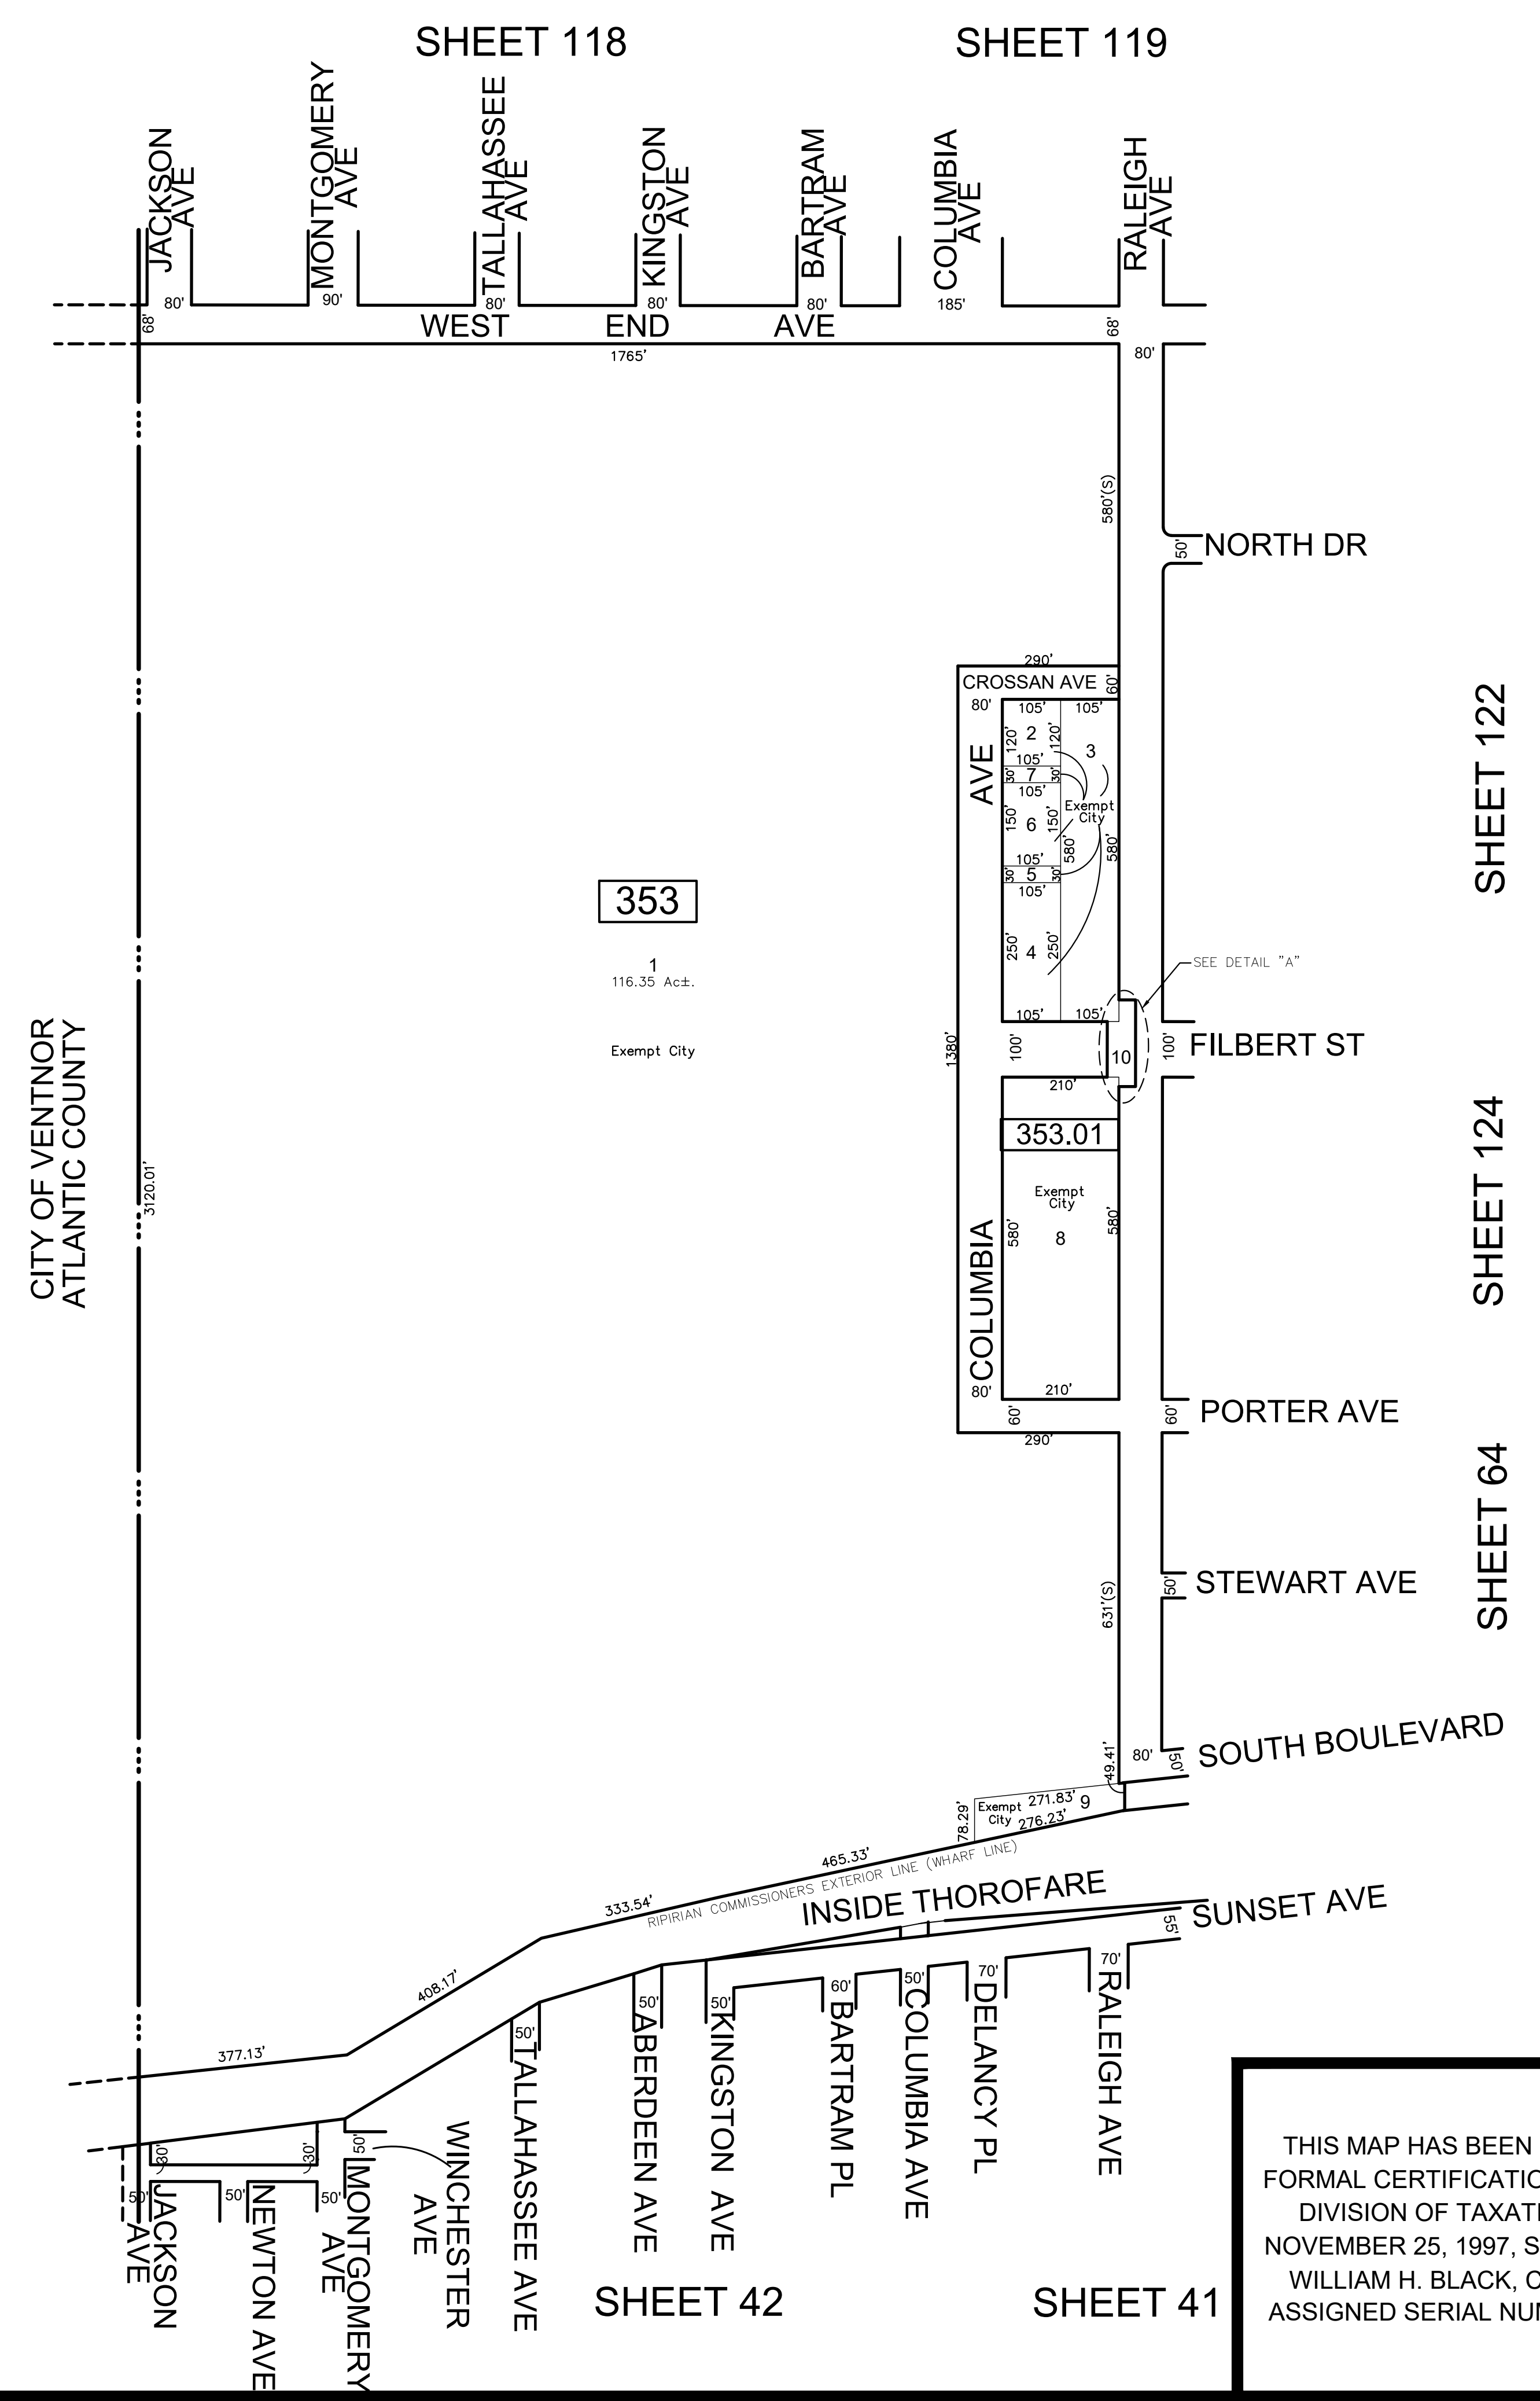 SHEET 118
SHEET 119
JACKSON
AVE
MONTGOMERY
AVE
TALLAHASSEE
AVE
KINGSTON
AVE
BARTRAM
AVE
COLUMBIA
AVE
RALEIGH
AVE
80'
90'
80'
80'
80'
185'
68'
WEST END AVE
68'
1765'
80'
580'(S)
50'
NORTH DR
290'
CROSSAN AVE
60'
80'
105'
105'
120'
2
120'
3
105'
30'
7
30'
105'
Exempt
City
150'
6
150'
580'
580'
105'
30'
5
30'
105'
250'
4
250'
105'
105'
AVE
SHEET 122
353
1
116.35 Ac±.
Exempt City
SEE DETAIL "A"
1380'
100'
10
100'
FILBERT ST
210'
353.01
Exempt
City
580'
8
580'
COLUMBIA
80'
210'
60'
60'
PORTER AVE
290'
CITY OF VENTNOR
ATLANTIC COUNTY
3120.01'
SHEET 124
SHEET 64
631'(S)
50'
STEWART AVE
49.41'
80'
50'
SOUTH BOULEVARD
78.29'
Exempt
City
271.83'
9
276.23'
465.33'
333.54'
RIPIRIAN COMMISSIONERS EXTERIOR LINE (WHARF LINE)
INSIDE THOROFARE
SUNSET AVE
55'
408.17'
377.13'
50'
50'
50'
60'
50'
70'
70'
TALLAHASSEE AVE
ABERDEEN AVE
KINGSTON AVE
BARTRAM PL
COLUMBIA AVE
DELANCY PL
RALEIGH AVE
30'
30'
50'
50'
50'
50'
JACKSON
AVE
NEWTON AVE
MONTGOMERY
AVE
WINCHESTER
AVE
SHEET 42
SHEET 41
THIS MAP HAS BEEN
FORMAL CERTIFICATIO
DIVISION OF TAXATI
NOVEMBER 25, 1997, S
WILLIAM H. BLACK, C
ASSIGNED SERIAL NUM